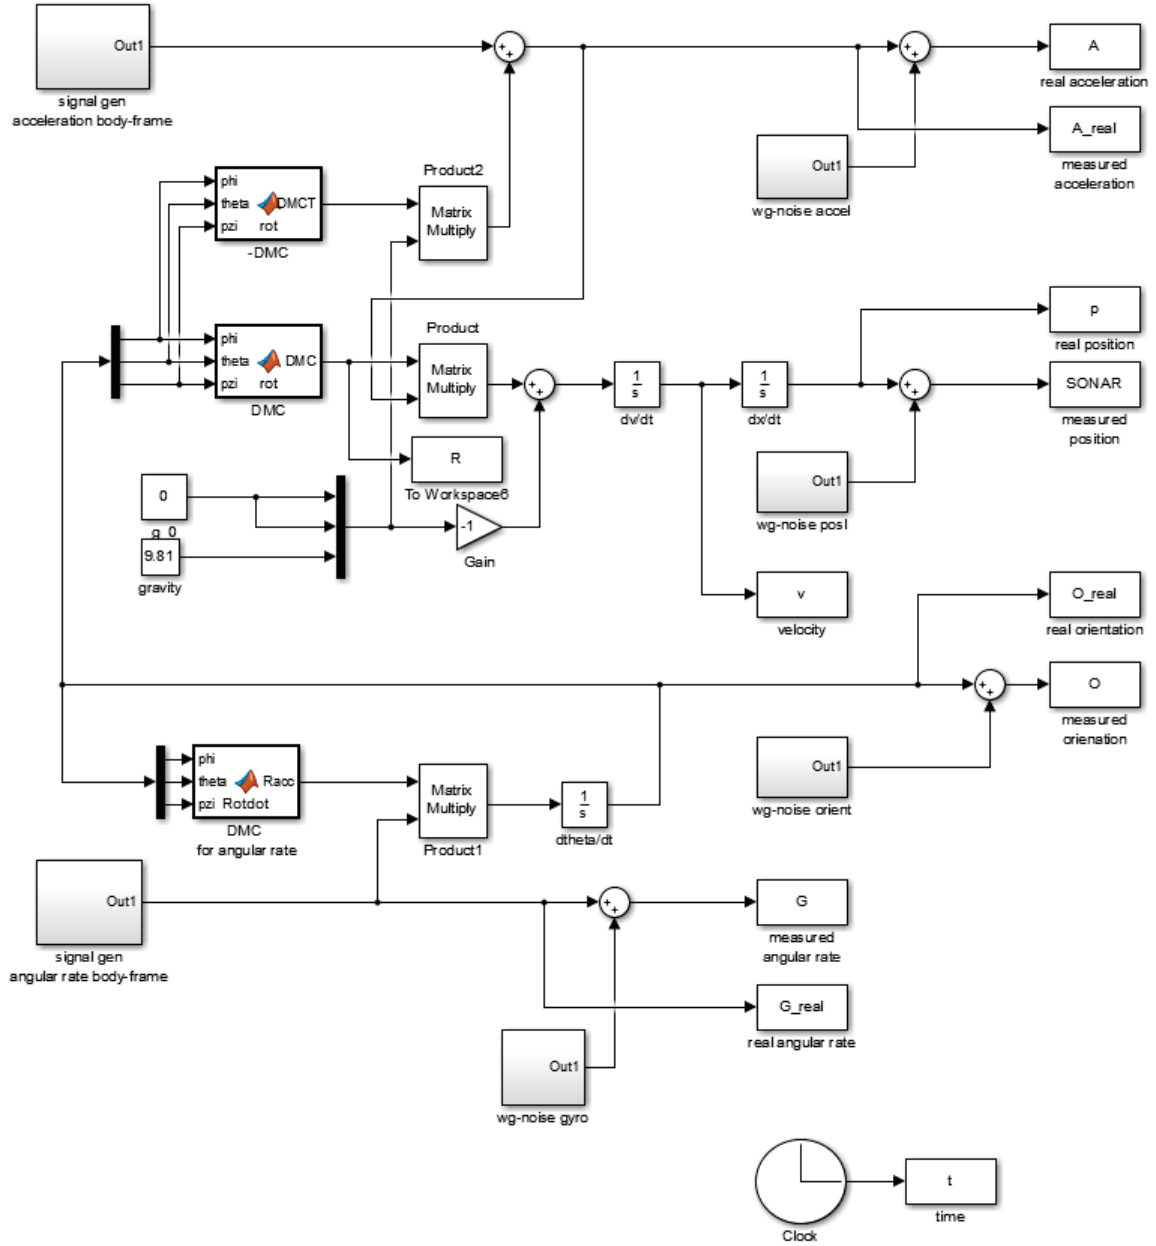 Out1
signal gen
acceleration body-frame
+
+
+
+
A
real acceleration
A_real
measured
acceleration
Out1
wg-noise accel
phi
theta
pzi
DMCT
rot
-DMC
Product2
Matrix
Multiply
phi
theta
pzi
DMC
rot
DMC
Product
Matrix
Multiply
+
+
1
s
dv/dt
1
s
dx/dt
+
+
p
real position
SONAR
measured
position
R
To Workspace6
Out1
wg-noise posl
0
g_0
9.81
gravity
-1
Gain
v
velocity
O_real
real orientation
+
+
O
measured
orienation
Out1
wg-noise orient
phi
theta
pzi
Racc
Rotdot
DMC
for angular rate
Matrix
Multiply
Product1
1
s
dtheta/dt
Out1
signal gen
angular rate body-frame
+
+
G
measured
angular rate
G_real
real angular rate
Out1
wg-noise gyro
Clock
t
time